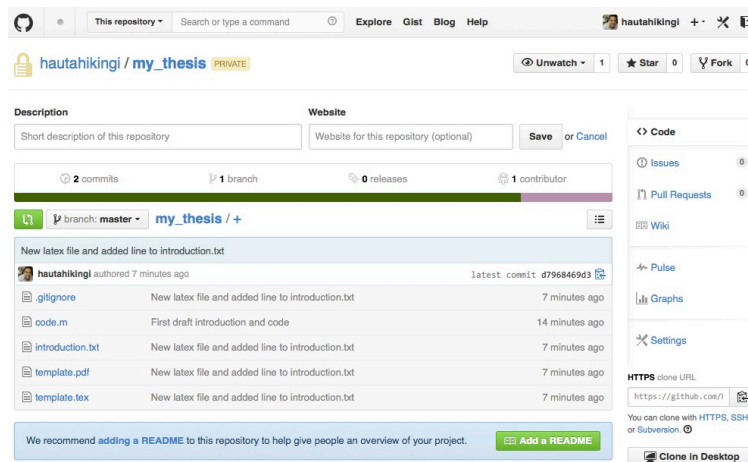 This repository Search or type a command Explore Gist Blog Help hautahikingi +
hautahikingi / my_thesis PRIVATE Unwatch 1 Star 0 Fork 0
Description Website
Short description of this repository Website for this repository (optional) Save or Cancel
2 commits 1 branch 0 releases 1 contributor
branch: master my_thesis / +
New latex file and added line to introduction.txt
hautahikingi authored 7 minutes ago latest commit d7968469d3
.gitignore New latex file and added line to introduction.txt 7 minutes ago
code.m First draft introduction and code 14 minutes ago
introduction.txt New latex file and added line to introduction.txt 7 minutes ago
template.pdf New latex file and added line to introduction.txt 7 minutes ago
template.tex New latex file and added line to introduction.txt 7 minutes ago
We recommend adding a README to this repository to help give people an overview of your project. Add a README
<> Code
Issues 0
Pull Requests 0
Wiki
Pulse
Graphs
Settings
HTTPS clone URL
https://github.com/
You can clone with HTTPS, SSH
or Subversion.
Clone in Desktop